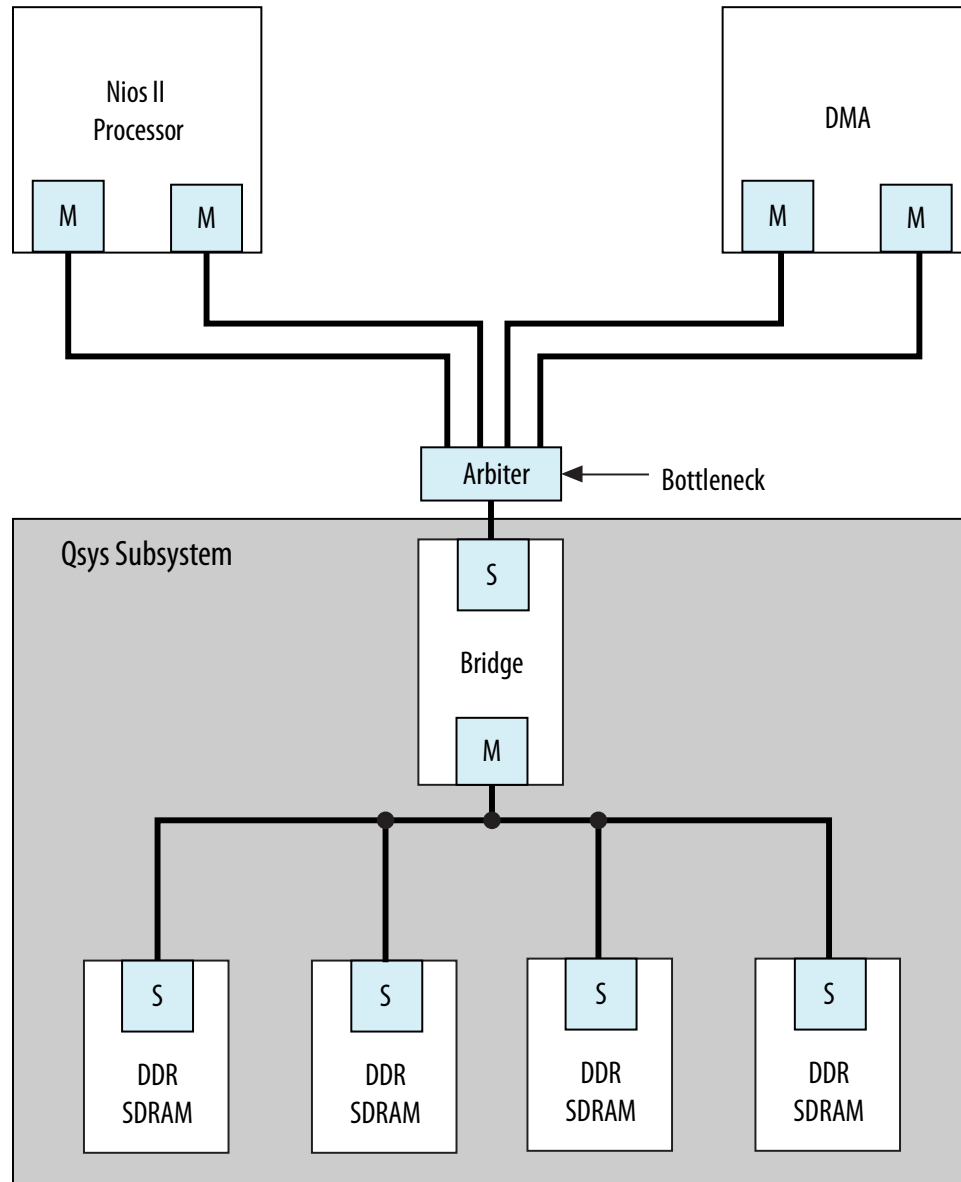 Nios II
Processor
DMA
M
M
M
M
Arbiter
Bottleneck
Qsys Subsystem
S
Bridge
M
S
S
S
S
DDR
SDRAM
DDR
SDRAM
DDR
SDRAM
DDR
SDRAM